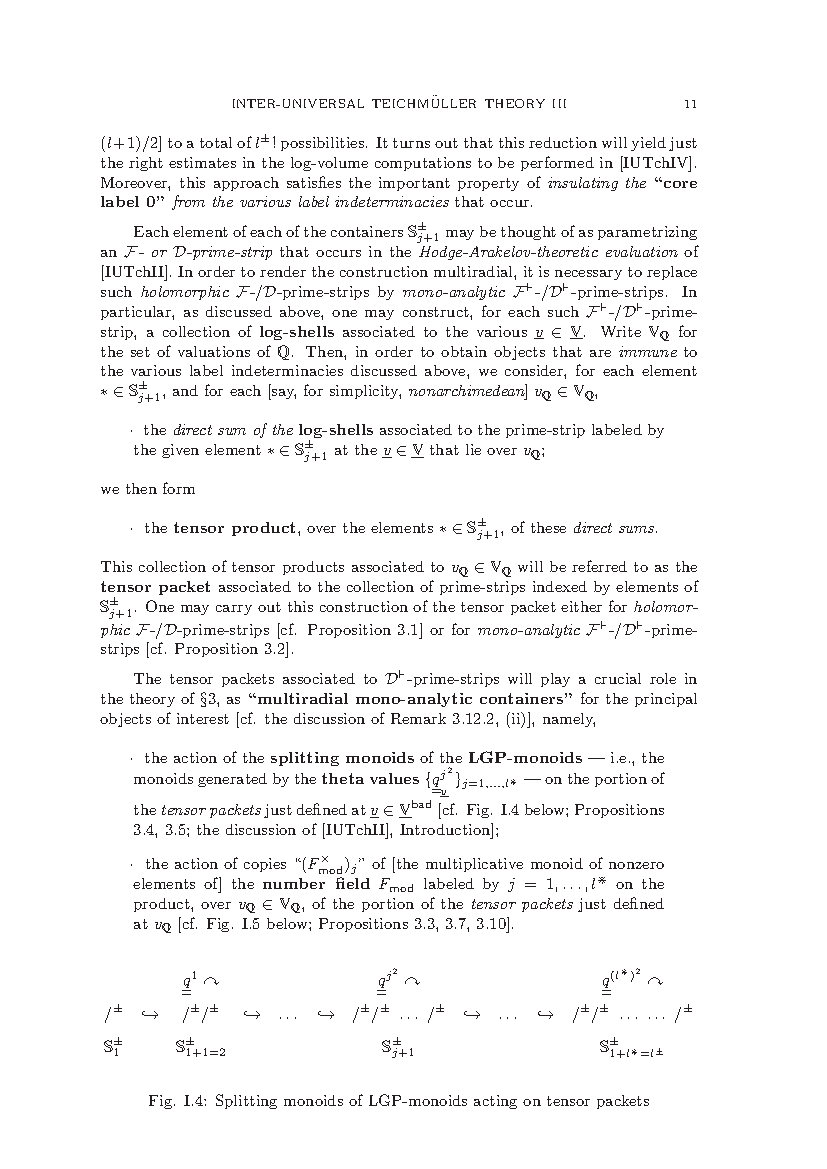 INTER-UNIVERSAL TEICHMÜLLER THEORY III 11
(l+1)/2] to a total of l^±! possibilities. It turns out that this reduction will yield just
the right estimates in the log-volume computations to be performed in [IUTchIV].
Moreover, this approach satisfies the important property of insulating the “core
label 0” from the various label indeterminacies that occur.
Each element of each of the containers 𝕊^±_{j+1} may be thought of as parametrizing
an ℱ- or 𝒟-prime-strip that occurs in the Hodge-Arakelov-theoretic evaluation of
[IUTchII]. In order to render the construction multiradial, it is necessary to replace
such holomorphic ℱ-/𝒟-prime-strips by mono-analytic ℱ^⊢-/𝒟^⊢-prime-strips. In
particular, as discussed above, one may construct, for each such ℱ^⊢-/𝒟^⊢-prime-
strip, a collection of log-shells associated to the various v̲ ∈ 𝕍̲. Write 𝕍_ℚ for
the set of valuations of ℚ. Then, in order to obtain objects that are immune to
the various label indeterminacies discussed above, we consider, for each element
∗ ∈ 𝕊^±_{j+1}, and for each [say, for simplicity, nonarchimedean] v_ℚ ∈ 𝕍_ℚ,
· the direct sum of the log-shells associated to the prime-strip labeled by
the given element ∗ ∈ 𝕊^±_{j+1} at the v̲ ∈ 𝕍̲ that lie over v_ℚ;
we then form
· the tensor product, over the elements ∗ ∈ 𝕊^±_{j+1}, of these direct sums.
This collection of tensor products associated to v_ℚ ∈ 𝕍_ℚ will be referred to as the
tensor packet associated to the collection of prime-strips indexed by elements of
𝕊^±_{j+1}. One may carry out this construction of the tensor packet either for holomor-
phic ℱ-/𝒟-prime-strips [cf. Proposition 3.1] or for mono-analytic ℱ^⊢-/𝒟^⊢-prime-
strips [cf. Proposition 3.2].
The tensor packets associated to 𝒟^⊢-prime-strips will play a crucial role in
the theory of §3, as “multiradial mono-analytic containers” for the principal
objects of interest [cf. the discussion of Remark 3.12.2, (ii)], namely,
· the action of the splitting monoids of the LGP-monoids — i.e., the
monoids generated by the theta values {q̳^{j^2}_{v̲}}_{j=1,...,l^*} — on the portion of
the tensor packets just defined at v̲ ∈ 𝕍̲^{bad} [cf. Fig. I.4 below; Propositions
3.4, 3.5; the discussion of [IUTchII], Introduction];
· the action of copies “(F^×_{mod})_j” of [the multiplicative monoid of nonzero
elements of] the number field F_{mod} labeled by j = 1, . . . , l^* on the
product, over v_ℚ ∈ 𝕍_ℚ, of the portion of the tensor packets just defined
at v_ℚ [cf. Fig. I.5 below; Propositions 3.3, 3.7, 3.10].
q̳^1 ↷ q̳^{j^2} ↷ q̳^{(l^*)^2} ↷
/^± ↪ /^±/^± ↪ . . . ↪ /^±/^± . . . /^± ↪ . . . ↪ /^±/^± . . . . . . /^±
𝕊^±_1 𝕊^±_{1+1=2} 𝕊^±_{j+1} 𝕊^±_{1+l^*=l^±}
Fig. I.4: Splitting monoids of LGP-monoids acting on tensor packets